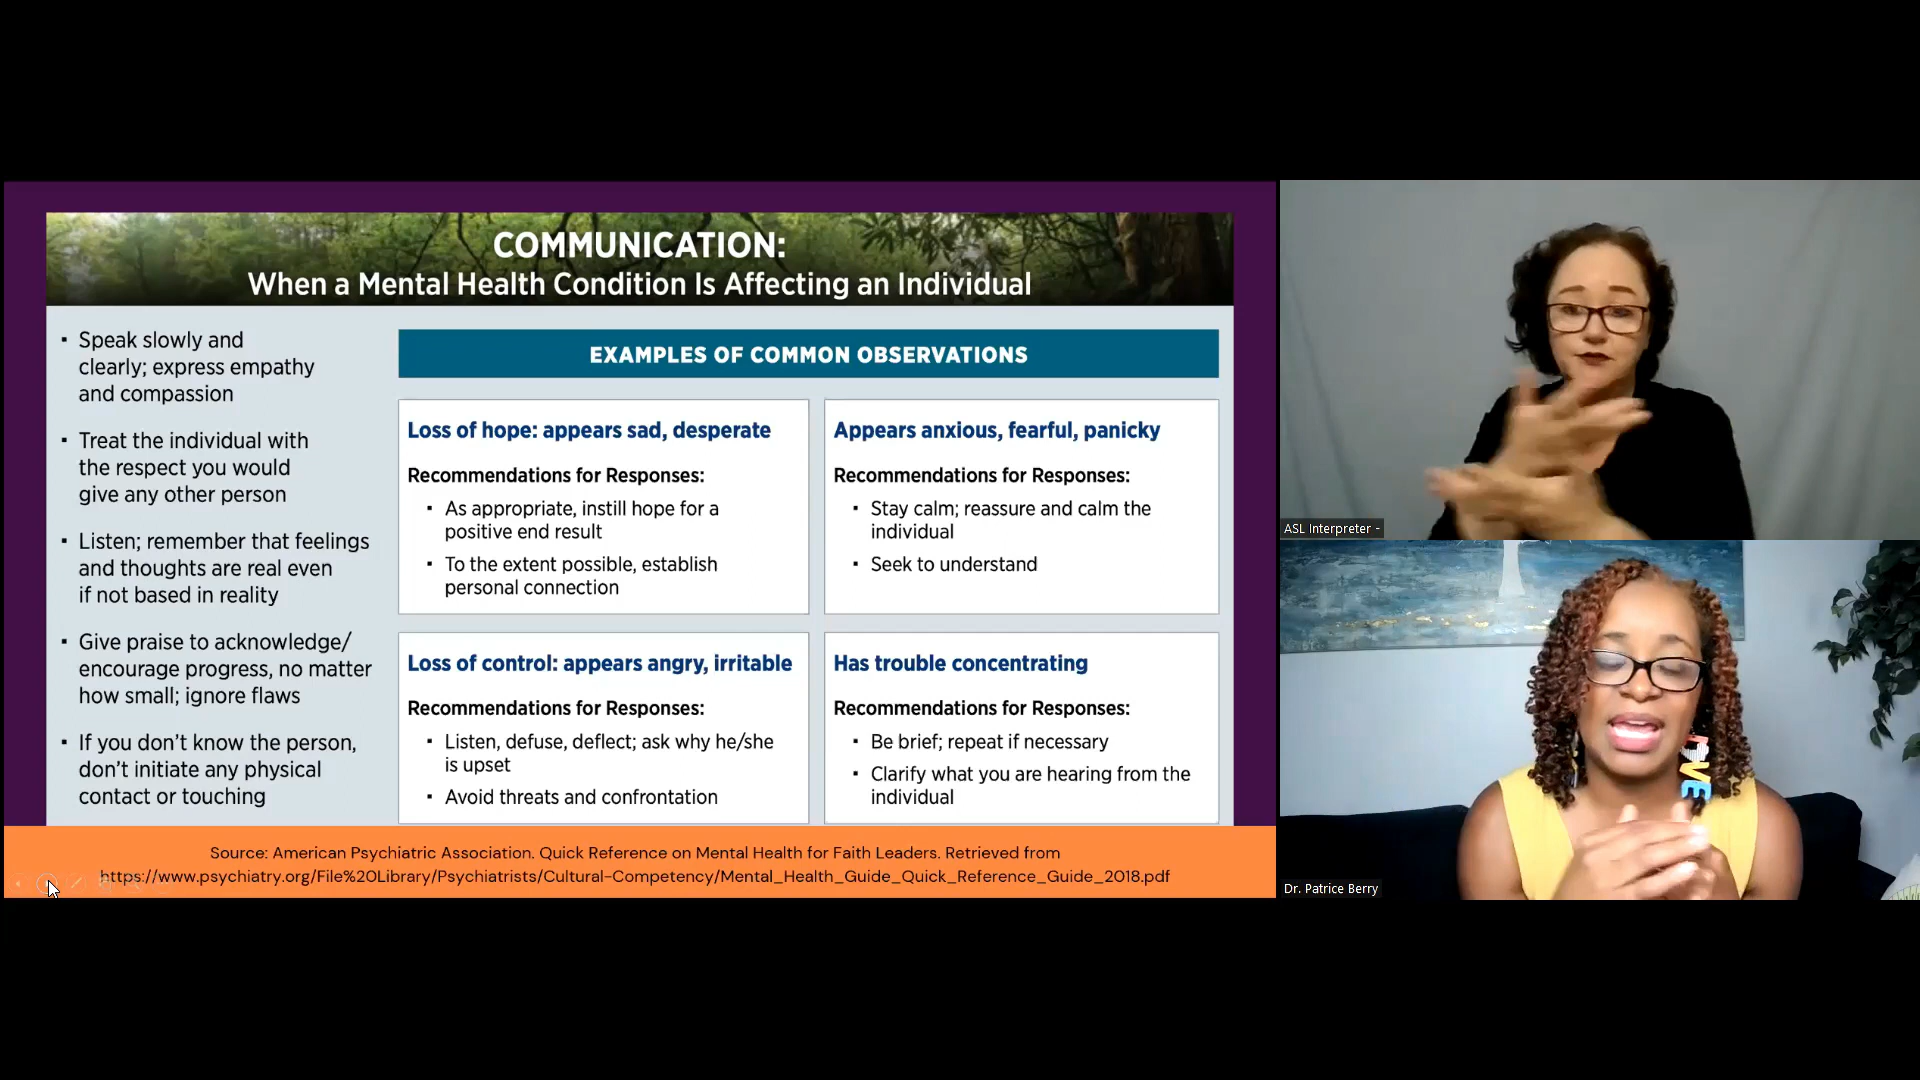 COMMUNICATION:
When a Mental Health Condition Is Affecting an Individual
▪ Speak slowly and
clearly; express empathy
and compassion
▪ Treat the individual with
the respect you would
give any other person
▪ Listen; remember that feelings
and thoughts are real even
if not based in reality
▪ Give praise to acknowledge/
encourage progress, no matter
how small; ignore flaws
▪ If you don’t know the person,
don’t initiate any physical
contact or touching
EXAMPLES OF COMMON OBSERVATIONS
Loss of hope: appears sad, desperate
Recommendations for Responses:
▪ As appropriate, instill hope for a
positive end result
▪ To the extent possible, establish
personal connection
Appears anxious, fearful, panicky
Recommendations for Responses:
▪ Stay calm; reassure and calm the
individual
▪ Seek to understand
Loss of control: appears angry, irritable
Recommendations for Responses:
▪ Listen, defuse, deflect; ask why he/she
is upset
▪ Avoid threats and confrontation
Has trouble concentrating
Recommendations for Responses:
▪ Be brief; repeat if necessary
▪ Clarify what you are hearing from the
individual
Source: American Psychiatric Association. Quick Reference on Mental Health for Faith Leaders. Retrieved from
https://www.psychiatry.org/File%20Library/Psychiatrists/Cultural-Competency/Mental_Health_Guide_Quick_Reference_Guide_2018.pdf
ASL Interpreter -
LOVE
Dr. Patrice Berry